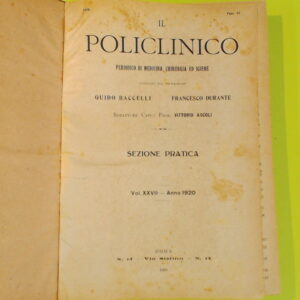 IL
POLICLINICO
PERIODICO DI MEDICINA, CHIRURGIA ED IGIENE
GUIDO BACCELLI FRANCESCO DURANTE
VITTORIO ASCOLI
SEZIONE PRATICA
Vol. XXVII - Anno 1920
ROMA
1920